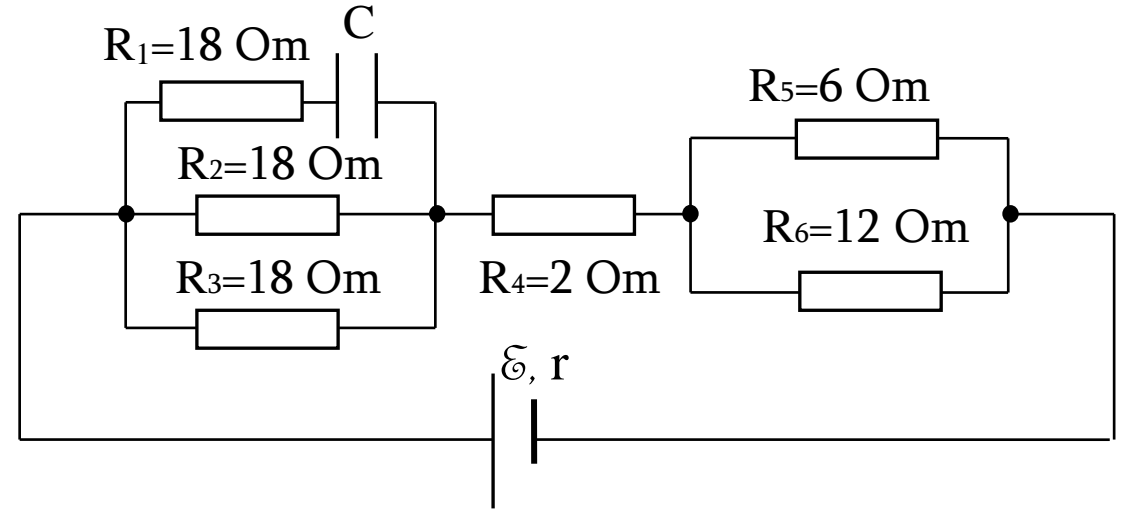 C
R₁=18 Om
R₅=6 Om
R₂=18 Om
R₆=12 Om
R₃=18 Om
R₄=2 Om
ℰ, r